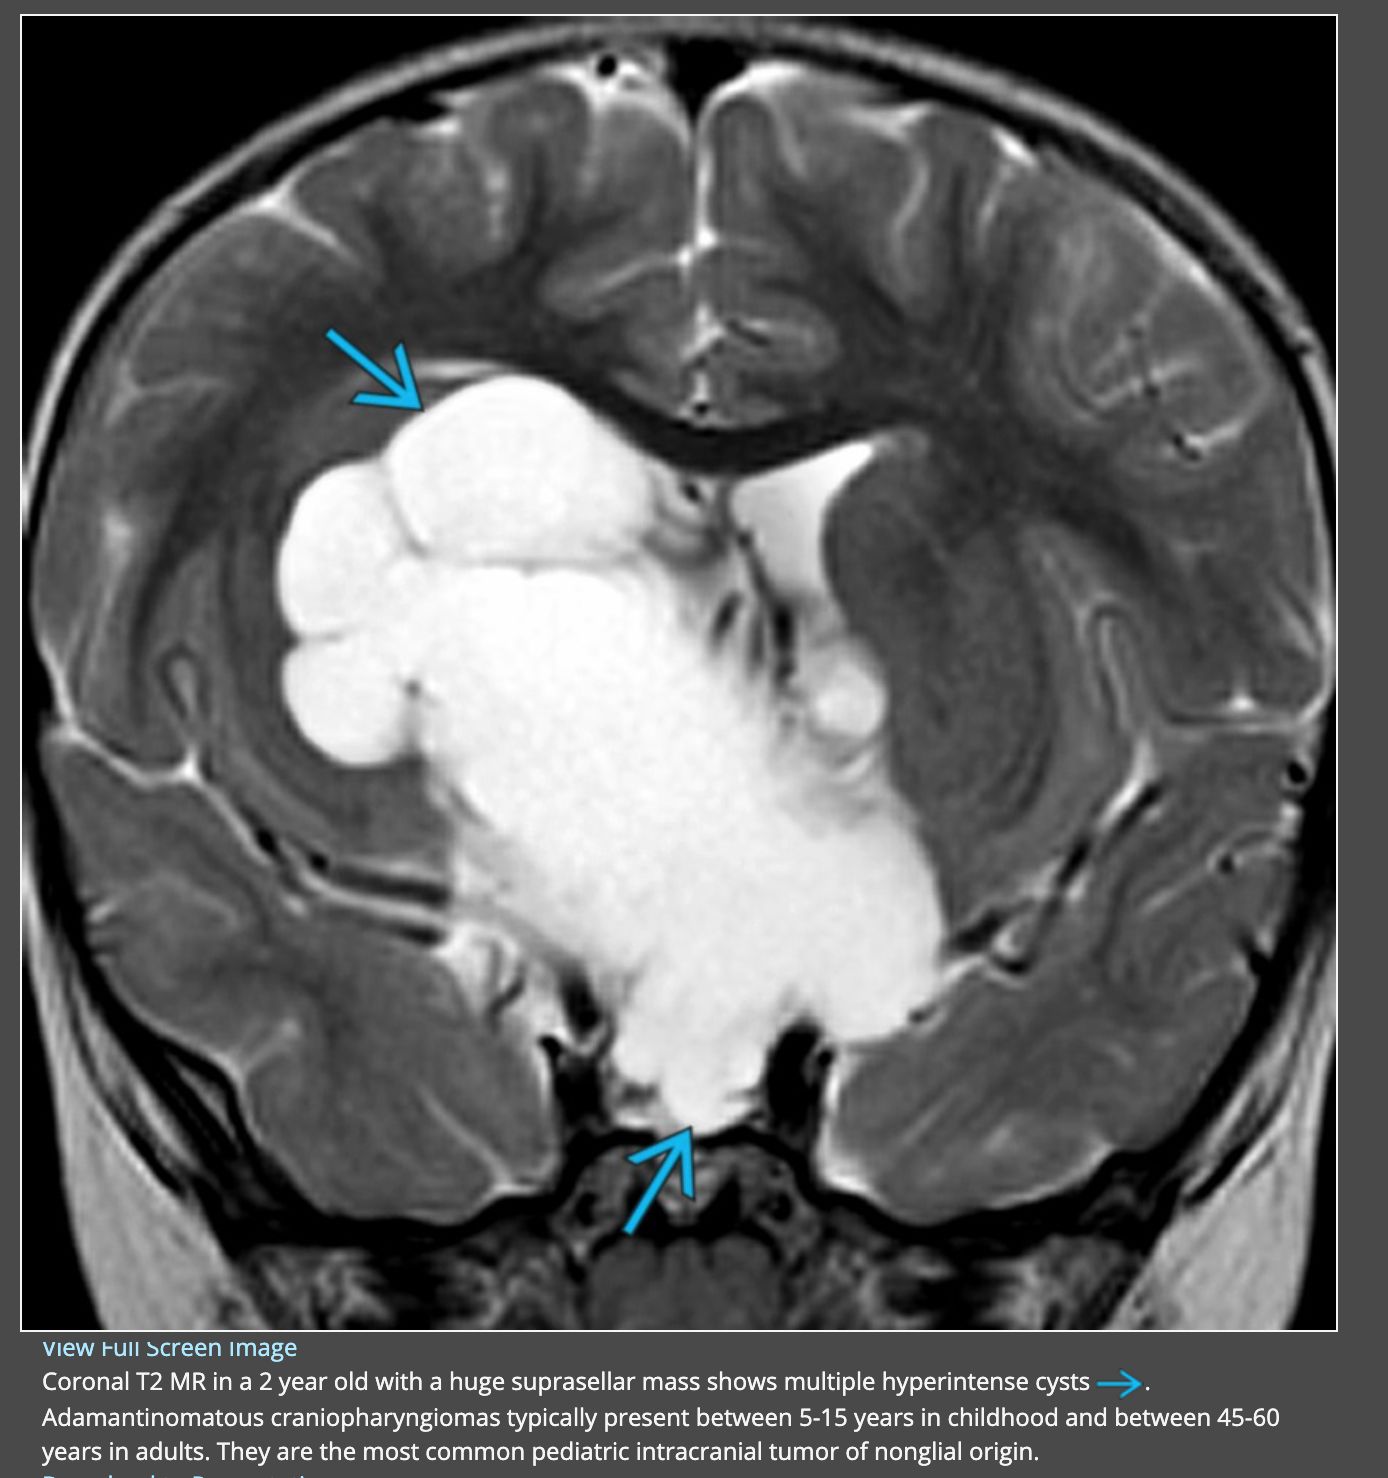 View Full Screen Image
Coronal T2 MR in a 2 year old with a huge suprasellar mass shows multiple hyperintense cysts →.
Adamantinomatous craniopharyngiomas typically present between 5-15 years in childhood and between 45-60
years in adults. They are the most common pediatric intracranial tumor of nonglial origin.